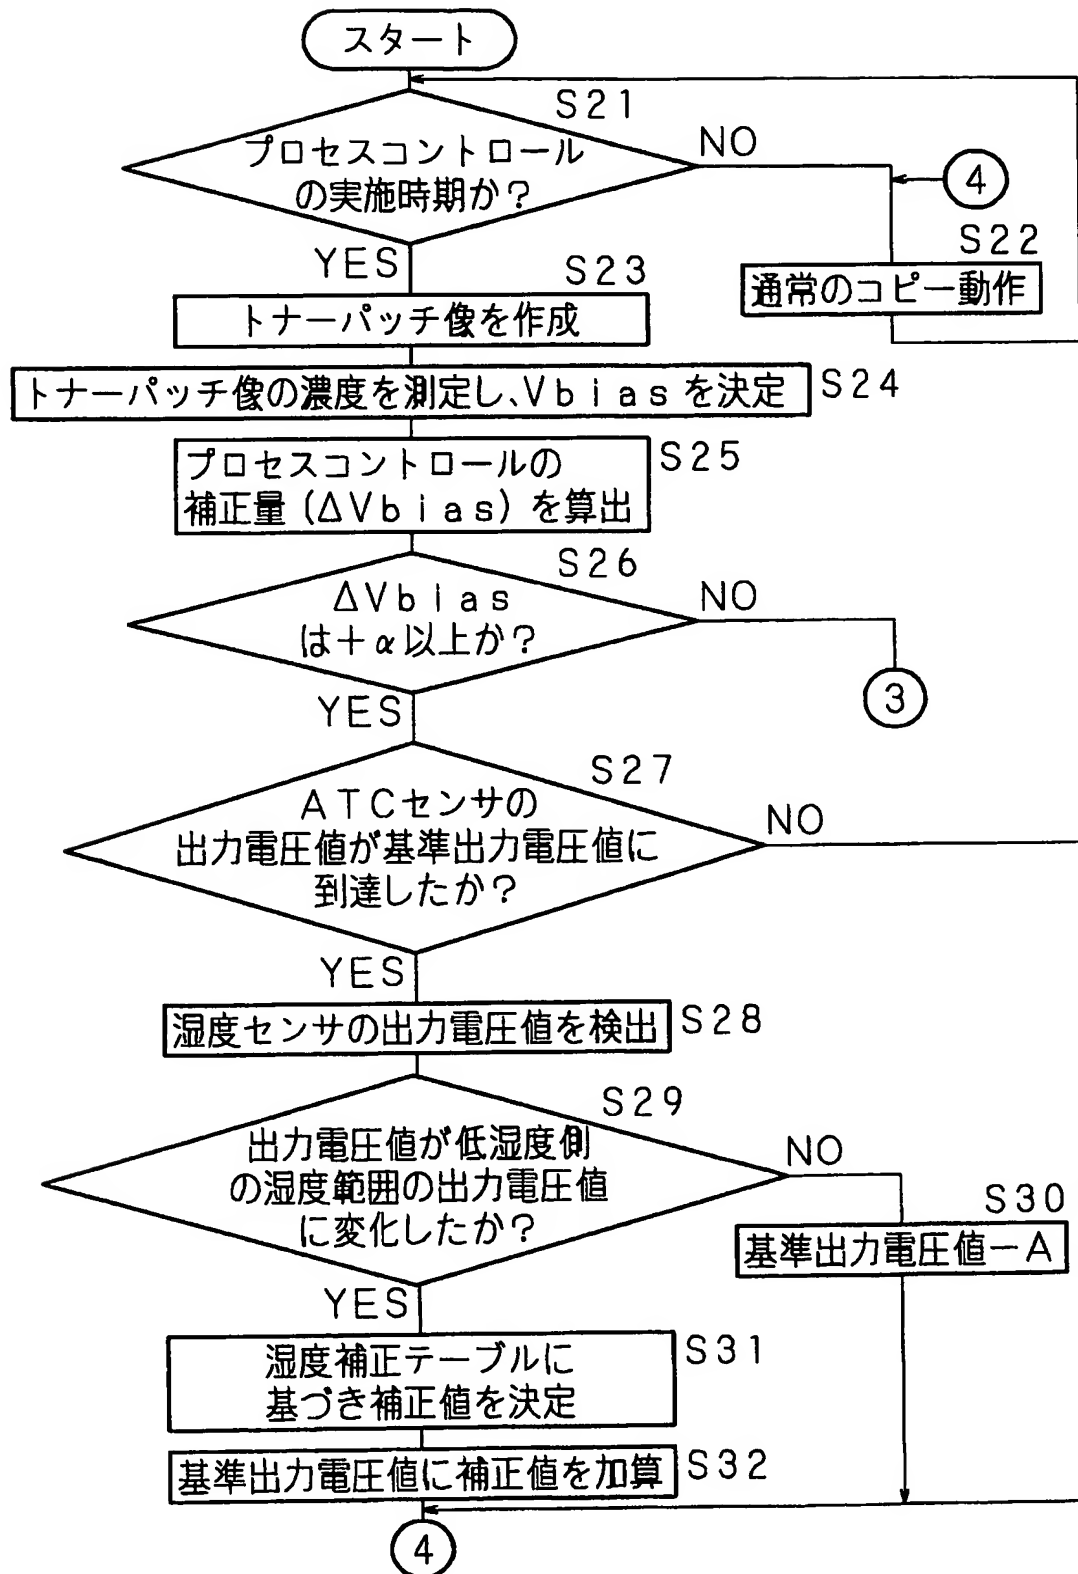 スタート
S21
プロセスコントロール
の実施時期か?
NO
④
YES
S22
通常のコピー動作
S23
トナーパッチ像を作成
トナーパッチ像の濃度を測定し、Vbiasを決定
S24
プロセスコントロールの
補正量(ΔVbias)を算出
S25
S26
ΔVbias
は+α以上か?
NO
③
YES
S27
ATCセンサの
出力電圧値が基準出力電圧値に
到達したか?
NO
YES
湿度センサの出力電圧値を検出
S28
S29
出力電圧値が低湿度側
の湿度範囲の出力電圧値
に変化したか?
NO
S30
基準出力電圧値-A
YES
湿度補正テーブルに
基づき補正値を決定
S31
基準出力電圧値に補正値を加算
S32
④